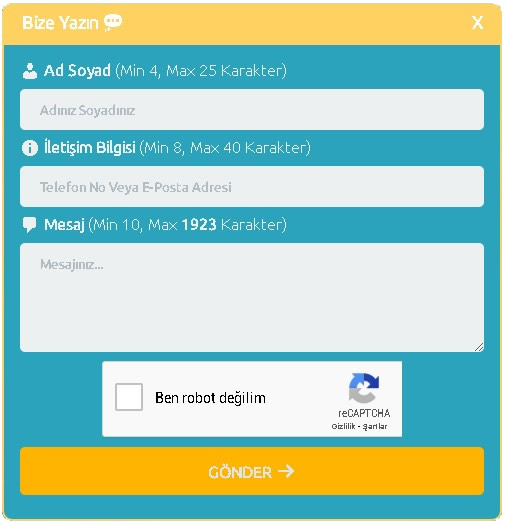 Bize Yazın
X
Ad Soyad (Min 4, Max 25 Karakter)
Adınız Soyadınız
İletişim Bilgisi (Min 8, Max 40 Karakter)
Telefon No Veya E-Posta Adresi
Mesaj (Min 10, Max 1923 Karakter)
Mesajınız...
Ben robot değilim
reCAPTCHA
Gizlilik - Şartlar
GÖNDER →